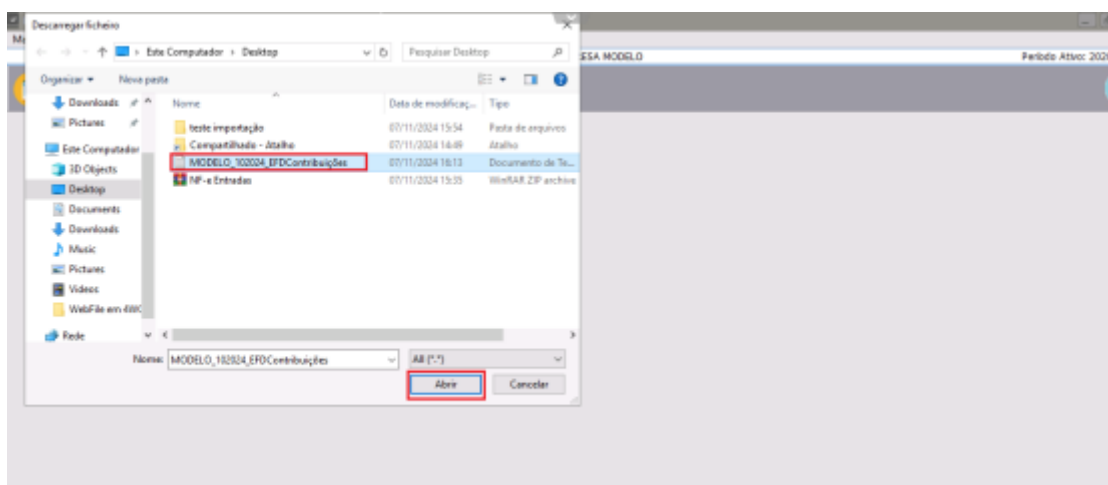 Descarregar ficheiro
Este Computador > Desktop
Pesquisar Desktop
ESSA MODELO
Período Ativo: 202
Organizar
Nova pasta
Nome
Data de modificaç...
Tipo
Downloads
Pictures
Este Computador
3D Objects
Desktop
Documents
Downloads
Music
Pictures
Videos
WebFile em
Rede
teste importação 07/11/2024 15:54 Pasta de arquivos
Compartilhado - Atalho 07/11/2024 14:49 Atalho
MODELO_102024_EFDContribuições 07/11/2024 16:13 Documento de Te...
NF-e Entradas 07/11/2024 15:35 WinRAR ZIP archive
Nome: MODELO_102024_EFDContribuições
All (*.*)
Abrir
Cancelar